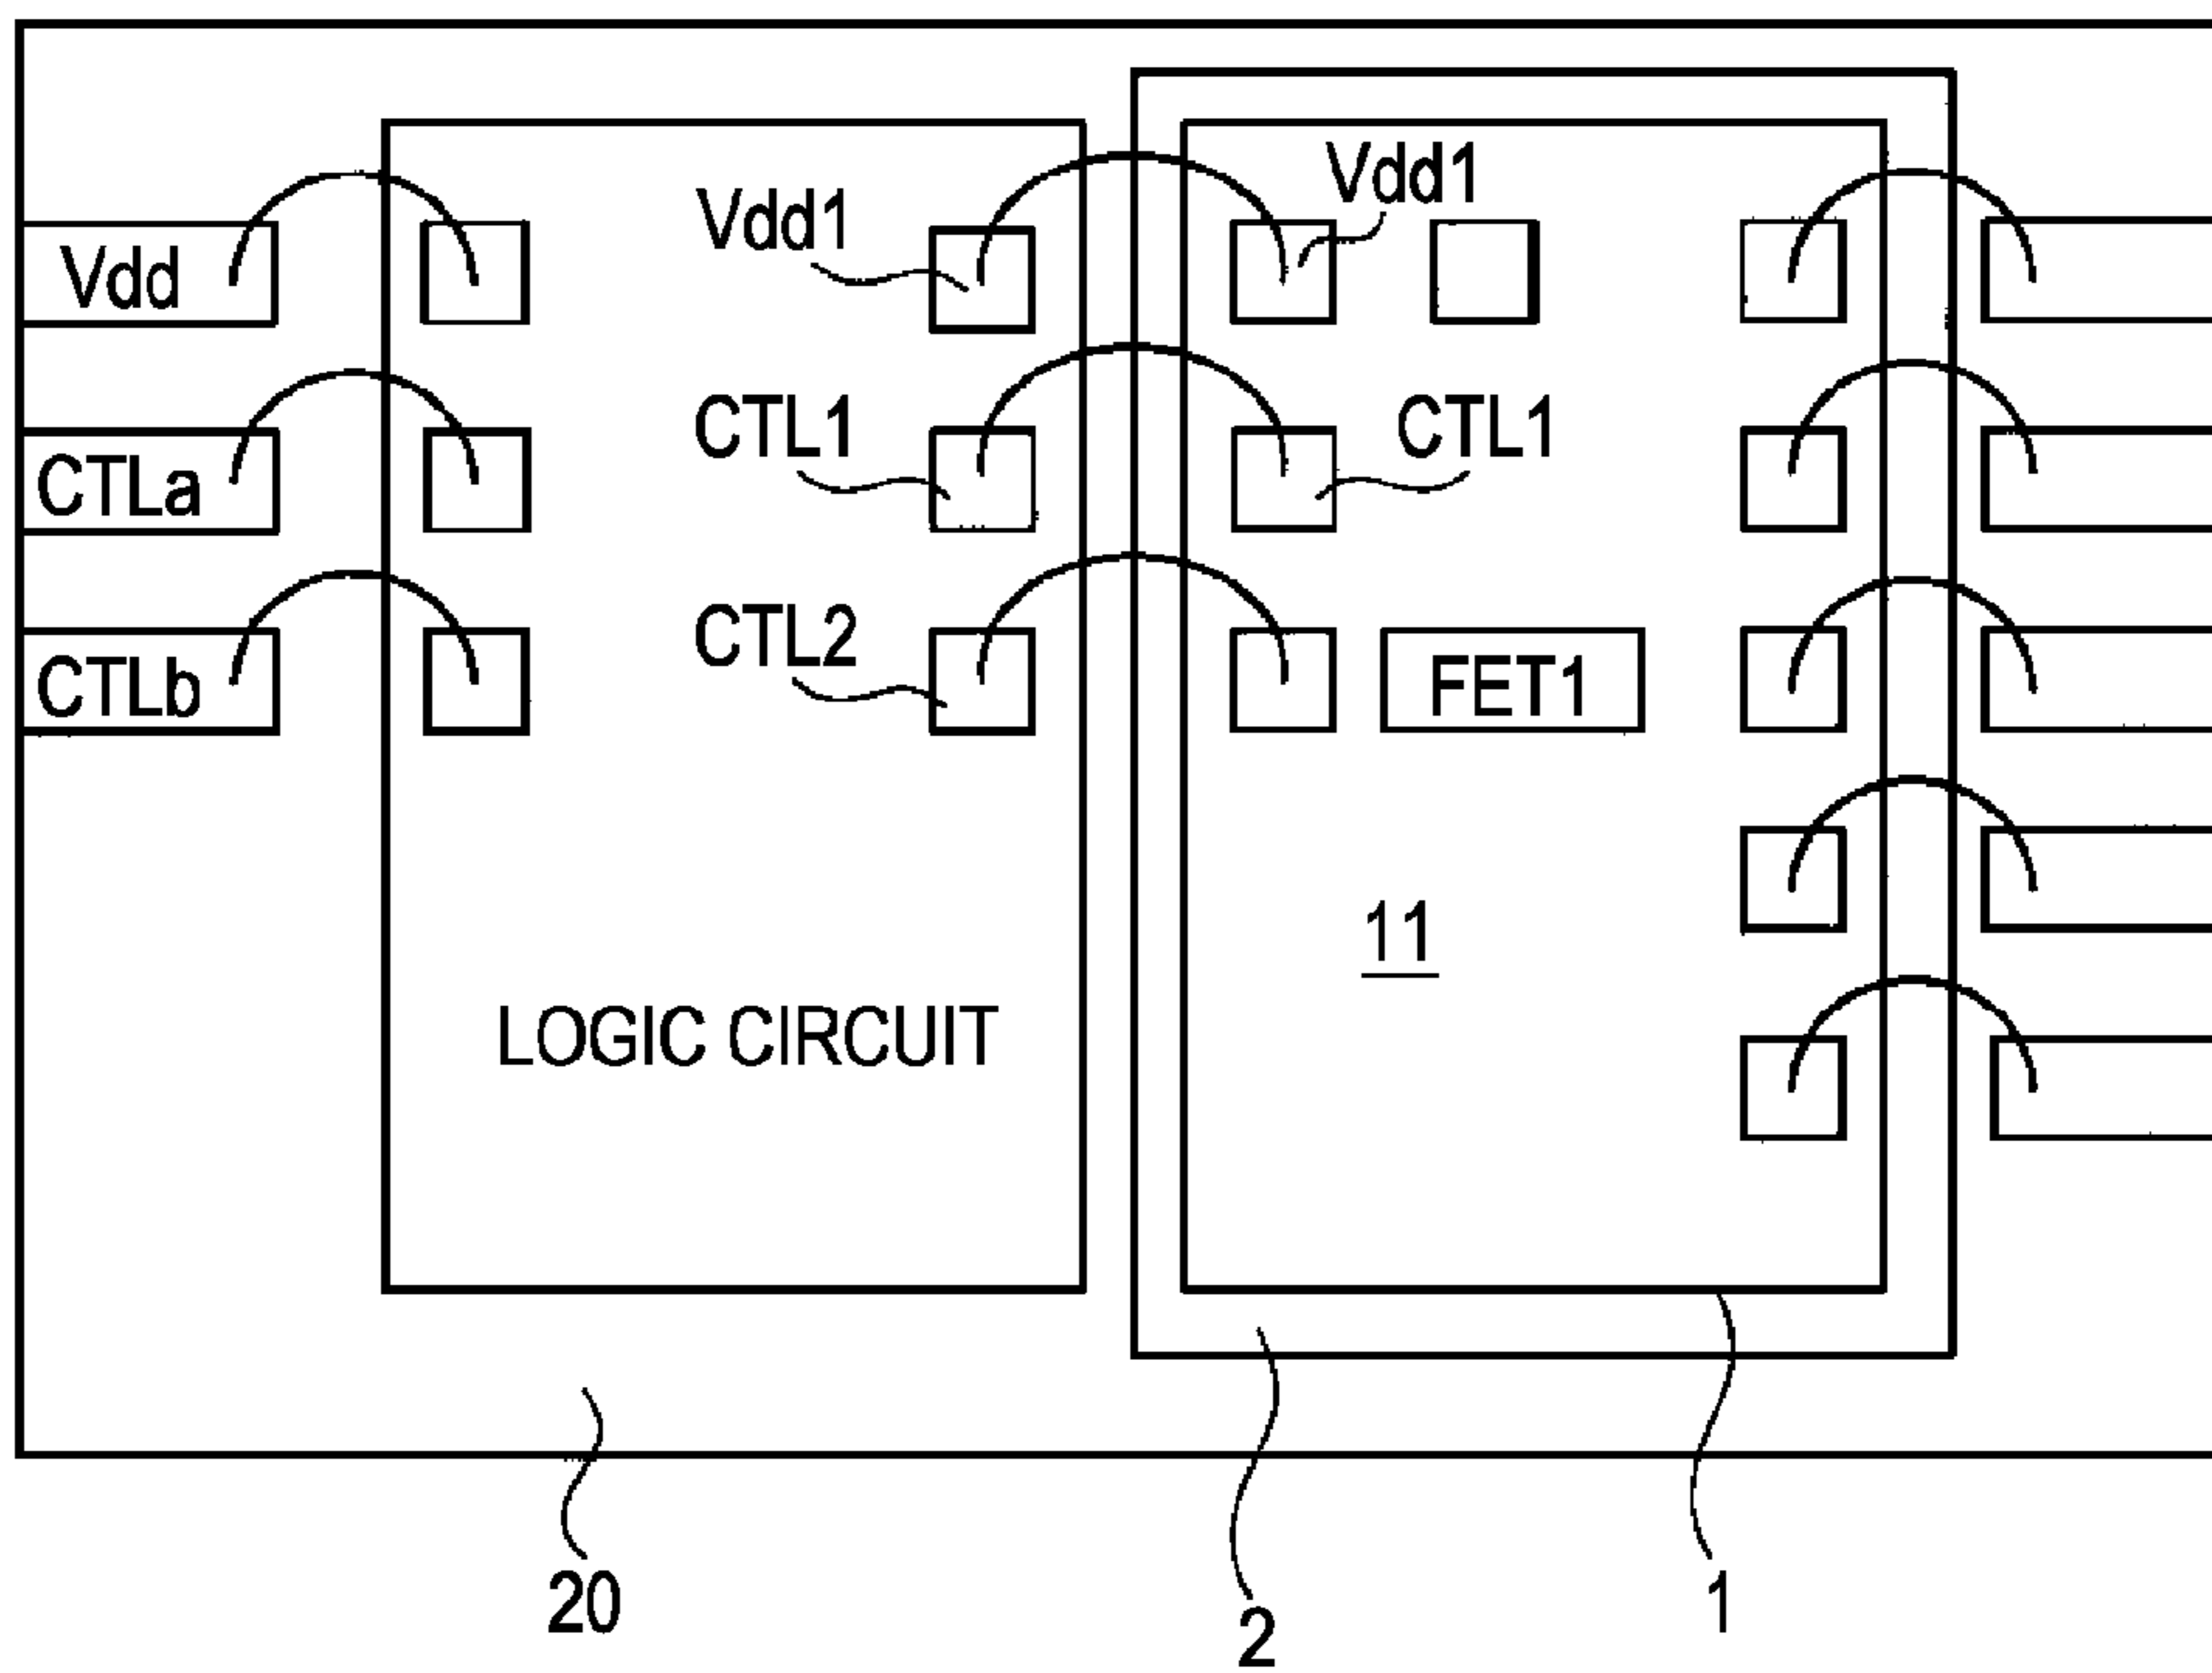 Vdd1
Vdd1
Vdd
CTL1
CTL1
CTLa
CTL2
FET1
CTLb
11
LOGIC CIRCUIT
20
2
1